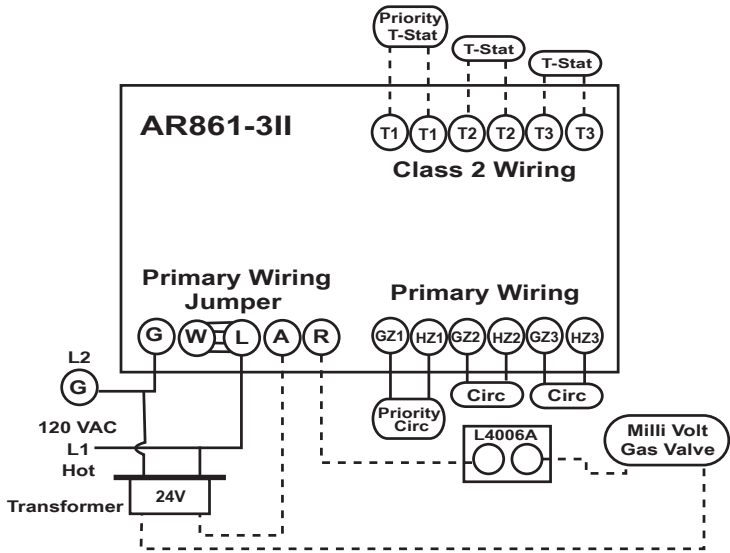 Priority
T-Stat
T-Stat
T-Stat
AR861-3II
T1 T1 T2 T2 T3 T3
Class 2 Wiring
Primary Wiring
Jumper
Primary Wiring
G W L A R
GZ1 HZ1 GZ2 HZ2 GZ3 HZ3
L2
G
Priority
Circ
Circ
Circ
120 VAC
L1
Hot
L4006A
Milli Volt
Gas Valve
Transformer
24V